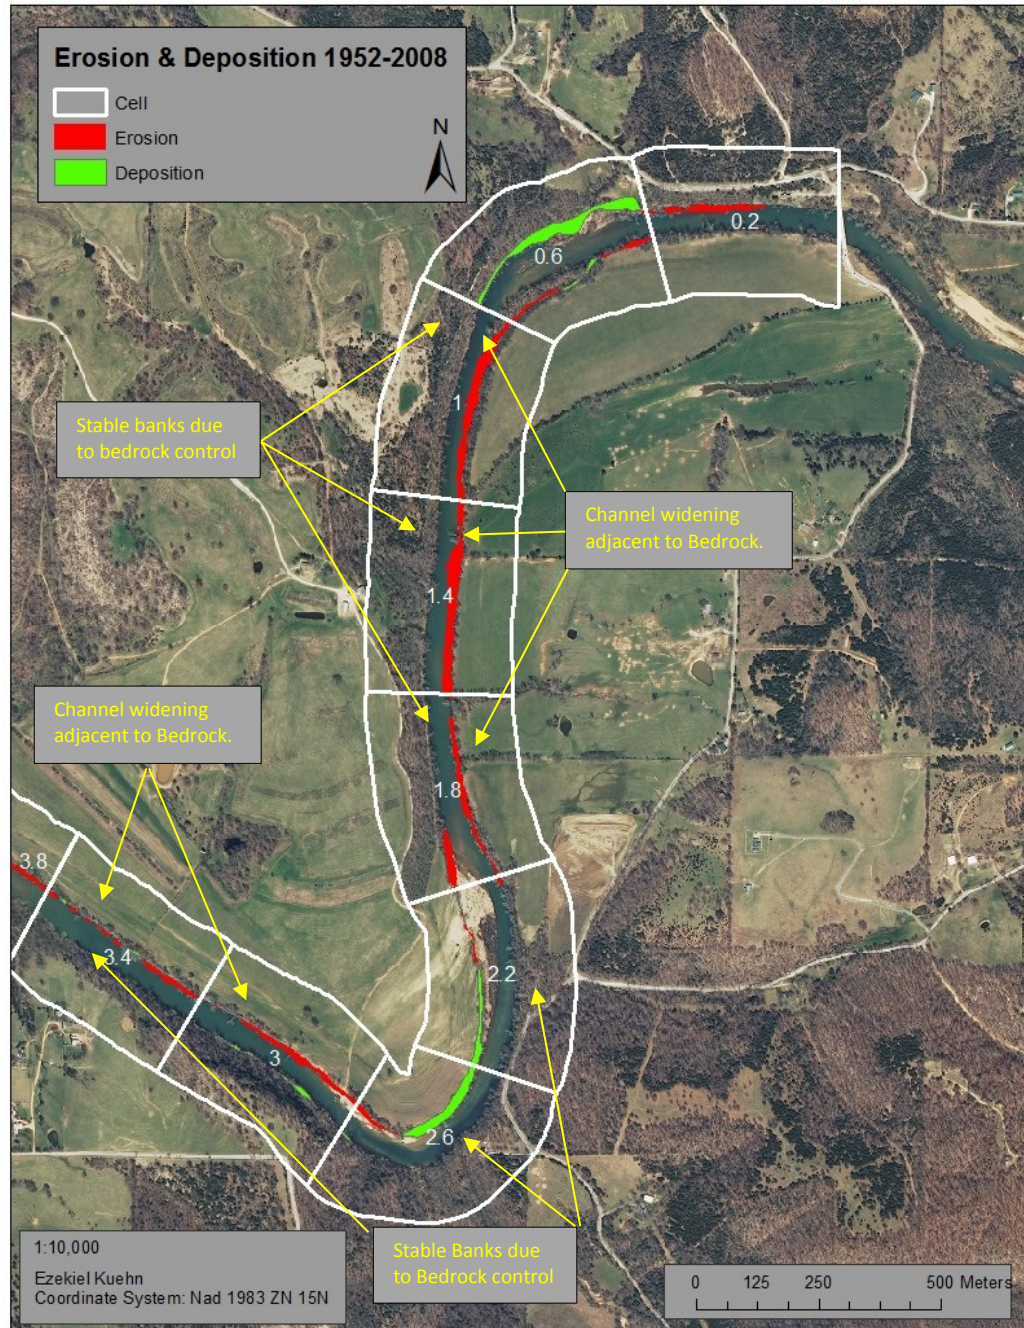 Erosion & Deposition 1952-2008
Cell
Erosion
Deposition
N
0.2
0.6
1
Stable banks due
to bedrock control
Channel widening
adjacent to Bedrock.
1.4
Channel widening
adjacent to Bedrock.
1.8
3.8
3.4
2.2
3
2.6
Stable Banks due
to Bedrock control
1:10,000
Ezekiel Kuehn
Coordinate System: Nad 1983 ZN 15N
0 125 250 500 Meters